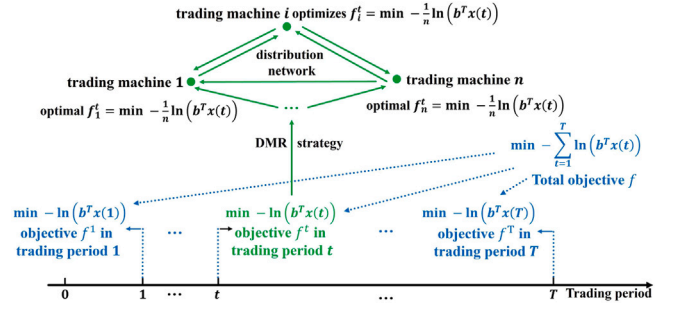 trading machine i optimizes f_i^t = min −1/n ln(b^T x(t))
distribution
network
trading machine 1
trading machine n
optimal f_1^t = min −1/n ln(b^T x(t))
...
optimal f_n^t = min −1/n ln(b^T x(t))
DMR strategy
min −∑_{t=1}^{T} ln(b^T x(t))
Total objective f
min −ln(b^T x(1))
objective f^1 in
trading period 1
...
min −ln(b^T x(t))
objective f^t in
trading period t
...
min −ln(b^T x(T))
objective f^T in
trading period T
0 1 ... t ... T Trading period